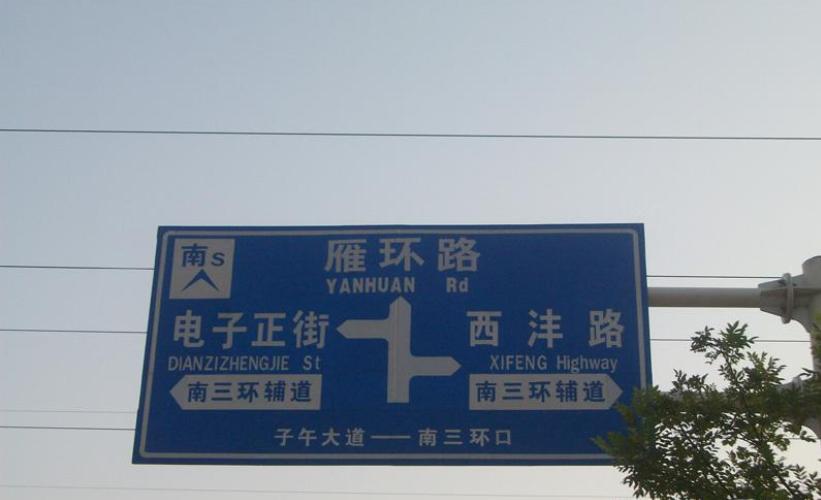 南S
雁环路
YANHUAN Rd
电子正街
DIANZIZHENGJIE St
南三环辅道
西沣路
XIFENG Highway
南三环辅道
子午大道——南三环口